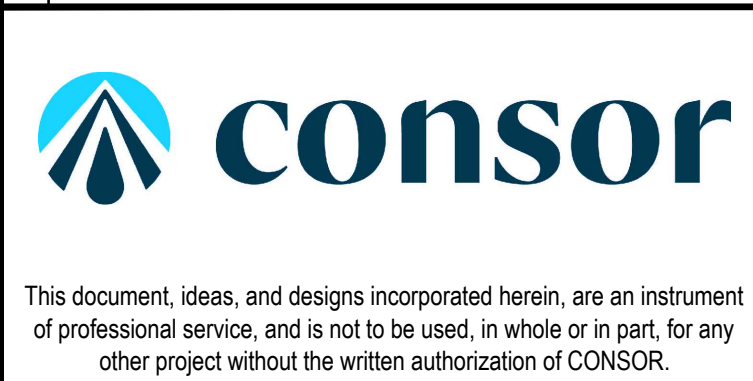 consor
This document, ideas, and designs incorporated herein, are an instrument
of professional service, and is not to be used, in whole or in part, for any
other project without the written authorization of CONSOR.